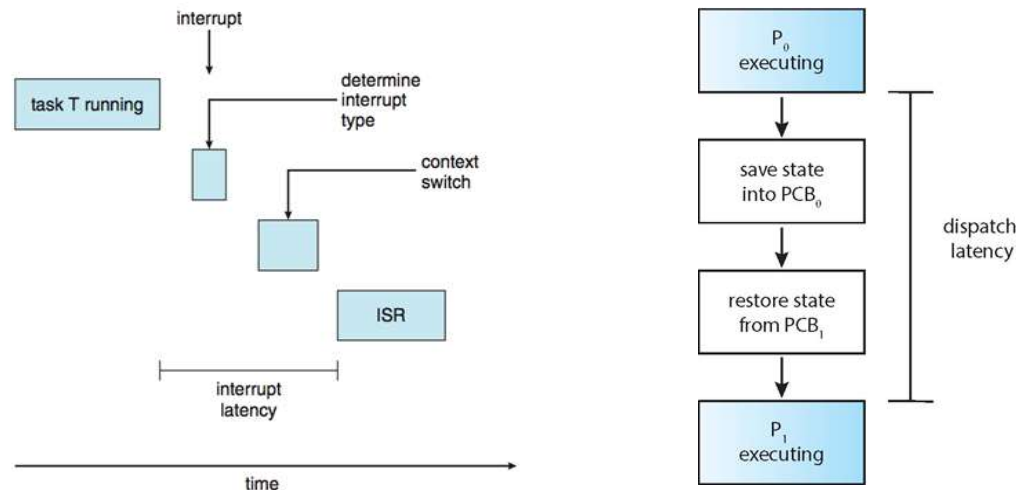 interrupt
task T running
determine
interrupt
type
context
switch
ISR
interrupt
latency
time
P₀
executing
save state
into PCB₀
restore state
from PCB₁
P₁
executing
dispatch
latency